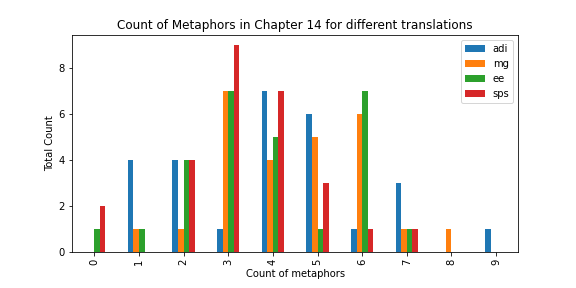 Count of Metaphors in Chapter 14 for different translations
adi
mg
ee
sps
Total Count
8
6
4
2
0
0 1 2 3 4 5 6 7 8 9
Count of metaphors